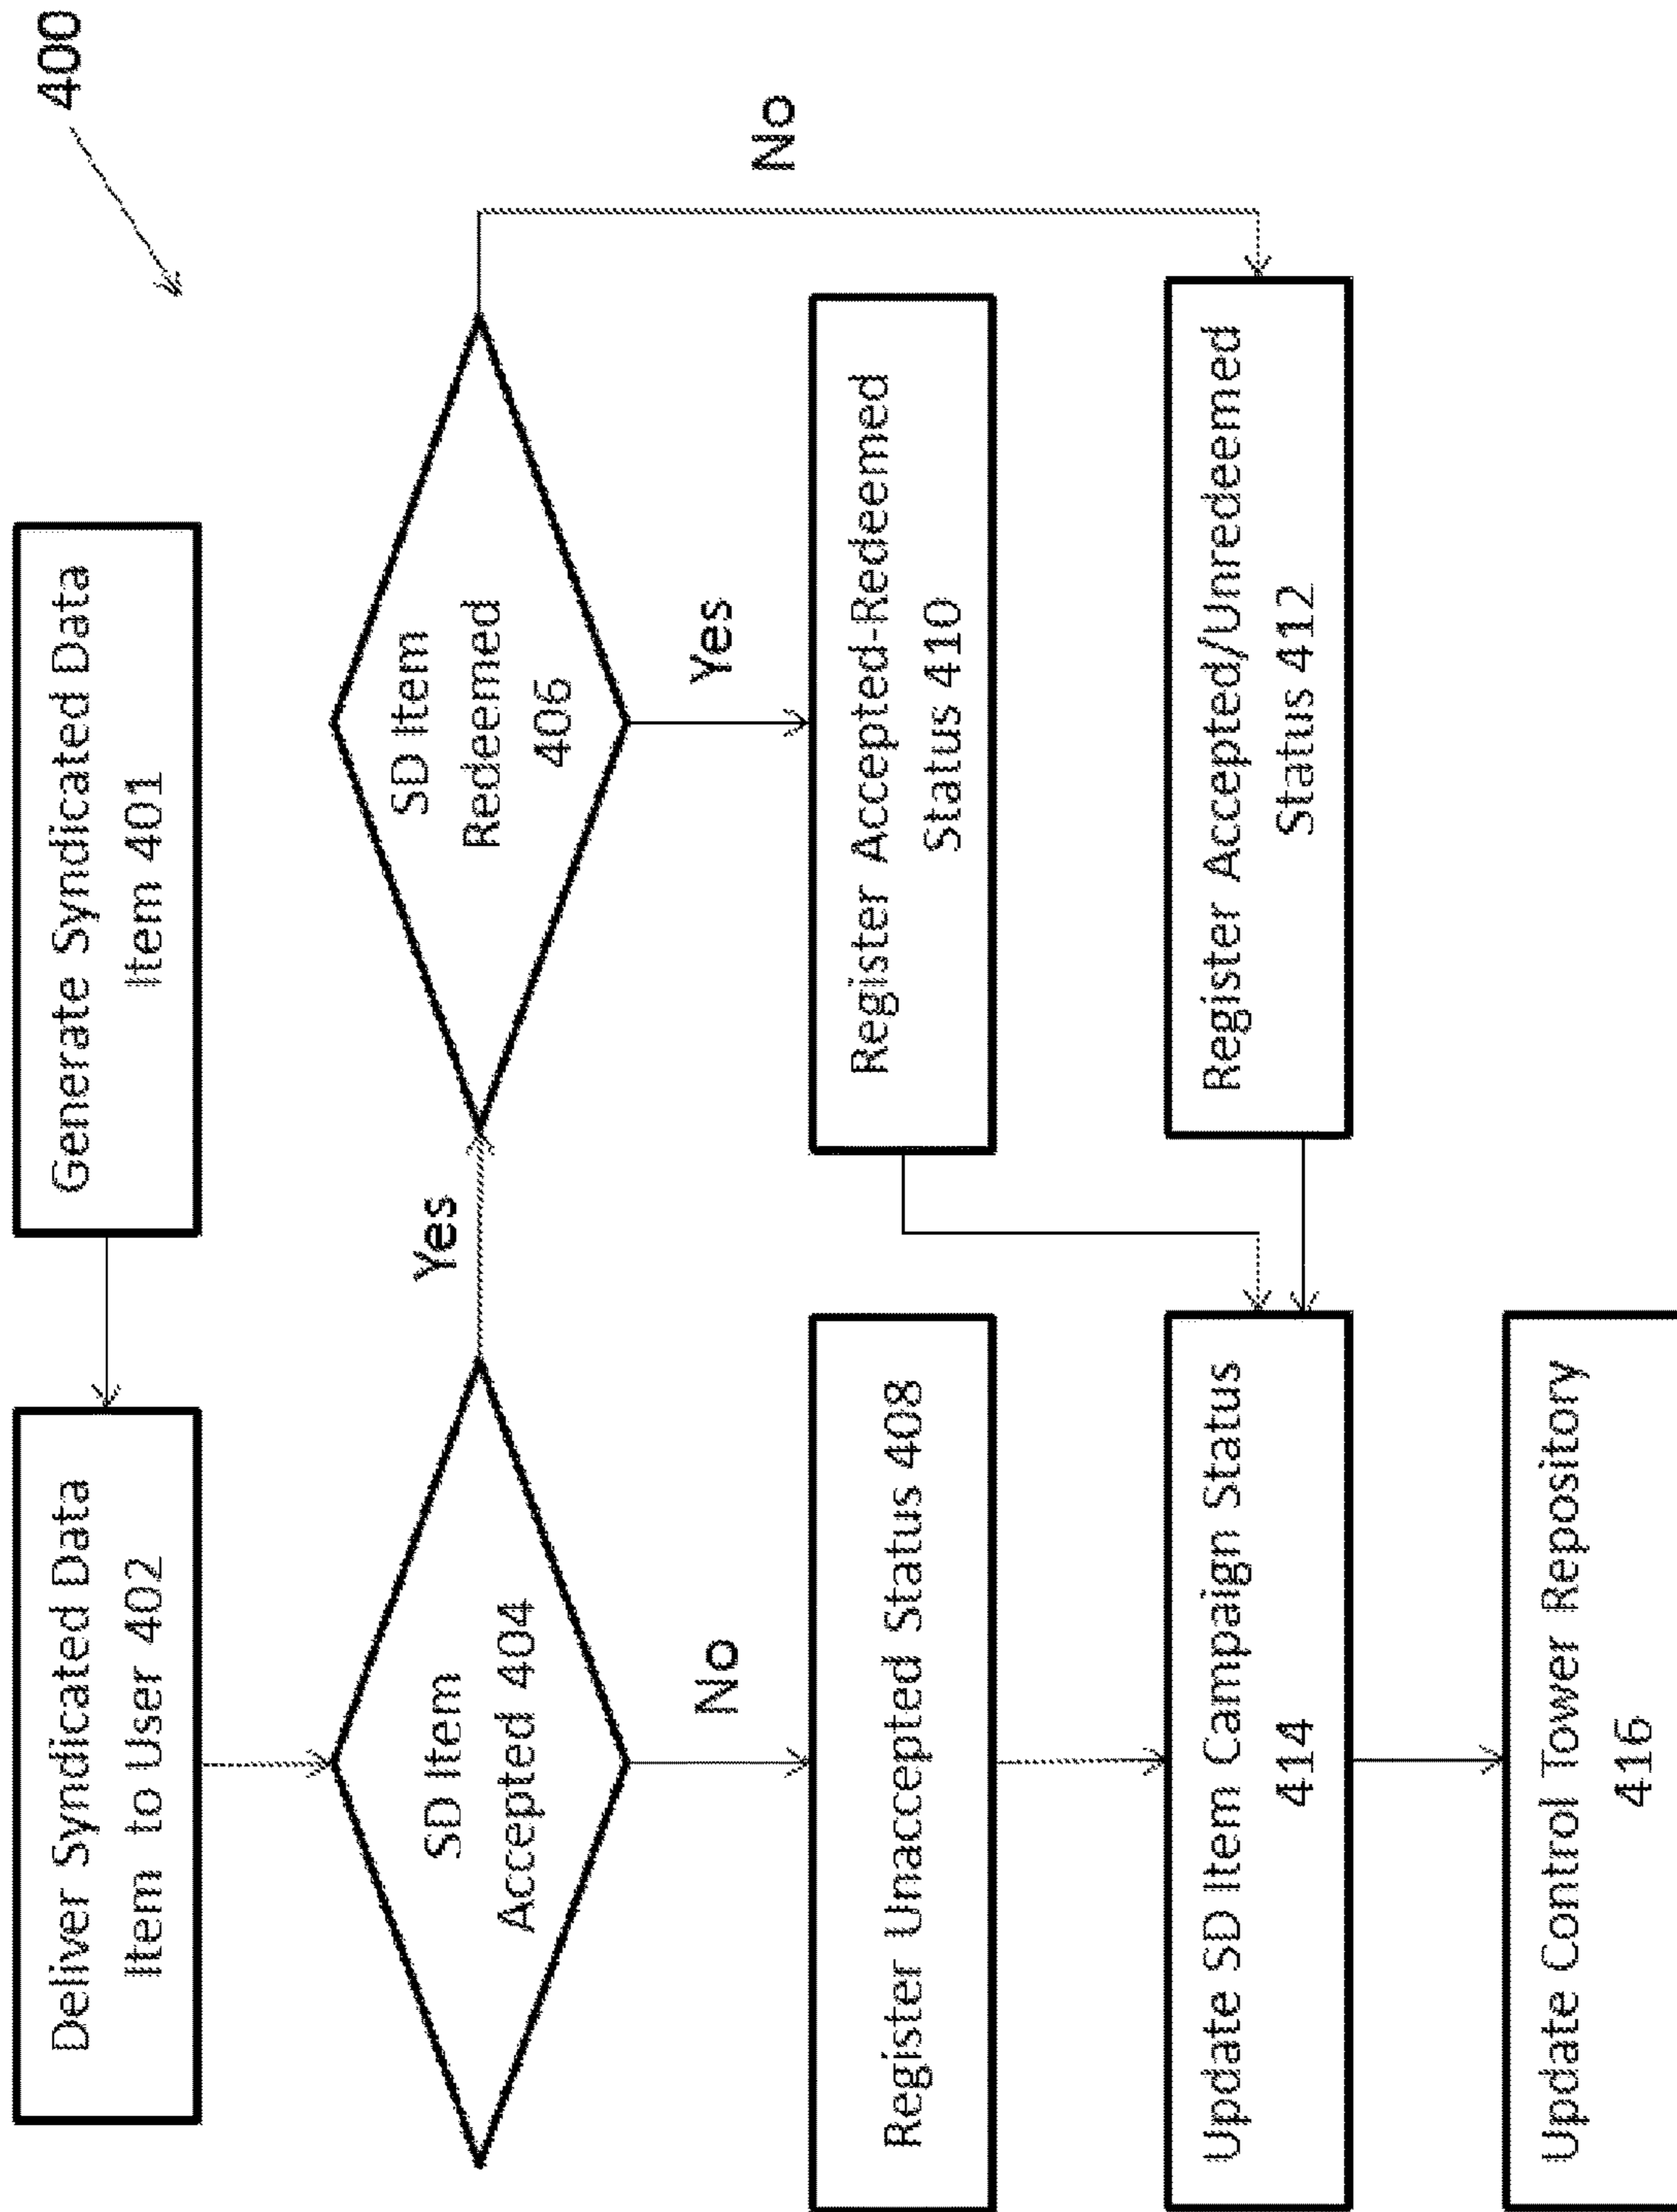 400
Deliver Syndicated Data
Item to User 402
Generate Syndicated Data
Item 401
SD Item
Accepted 404
Yes
SD Item
Redeemed
406
No
Yes
No
Register Unaccepted Status 408
Register Accepted-Redeemed
Status 410
Update SD Item Campaign Status
414
Register Accepted/Unredeemed
Status 412
Update Control Tower Repository
416